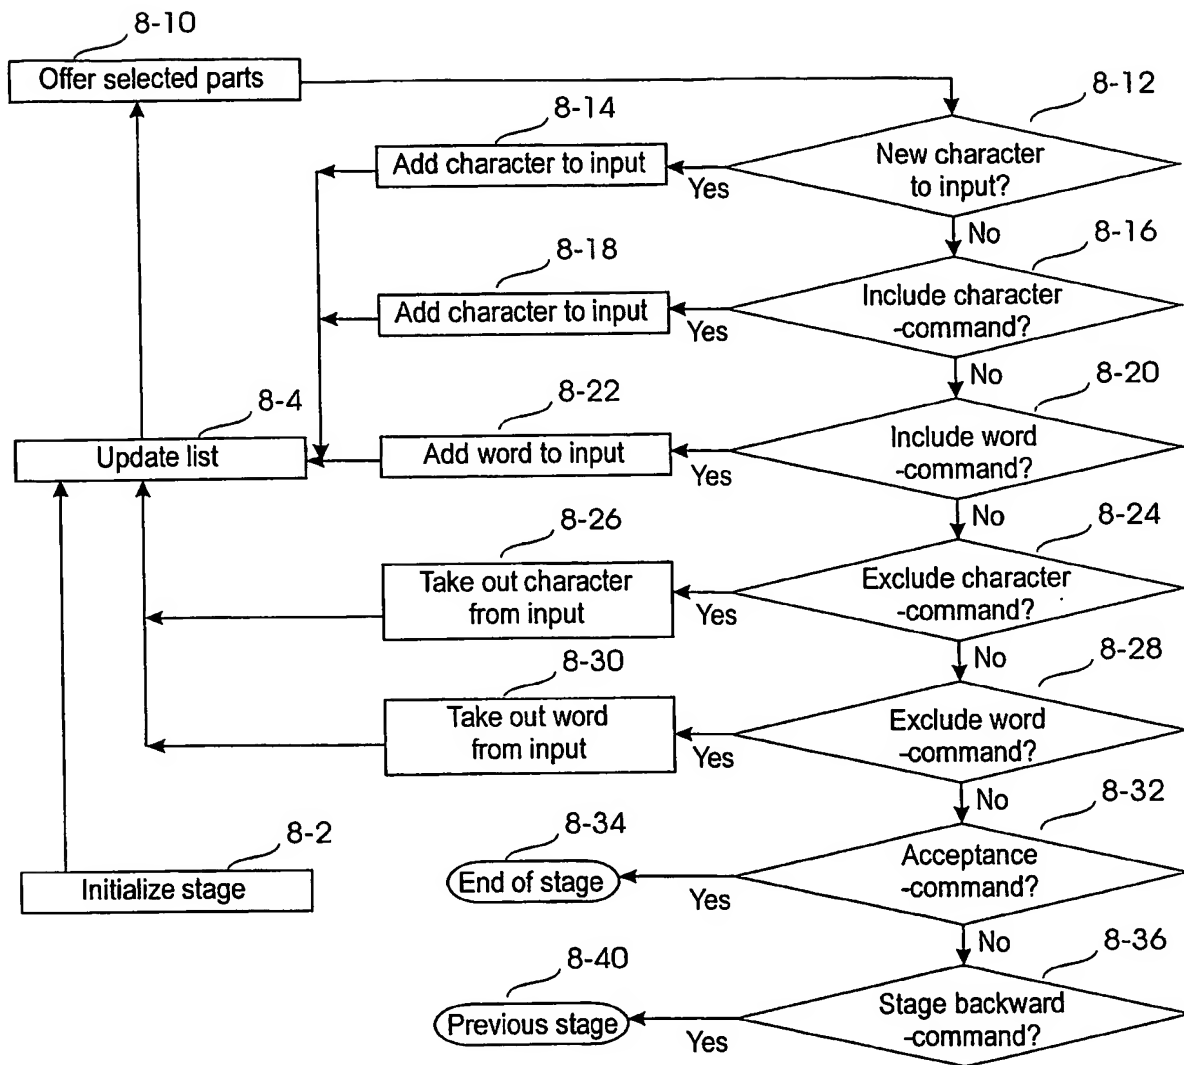 8-10
Offer selected parts
8-12
New character
to input?
8-14
Add character to input
Yes
No
8-16
Include character
-command?
8-18
Add character to input
Yes
No
8-20
Include word
-command?
8-22
Add word to input
Yes
8-4
Update list
No
8-24
Exclude character
-command?
8-26
Take out character
from input
Yes
No
8-28
Exclude word
-command?
8-30
Take out word
from input
Yes
No
8-32
Acceptance
-command?
8-34
End of stage
Yes
8-2
Initialize stage
No
8-36
Stage backward
-command?
8-40
Previous stage
Yes